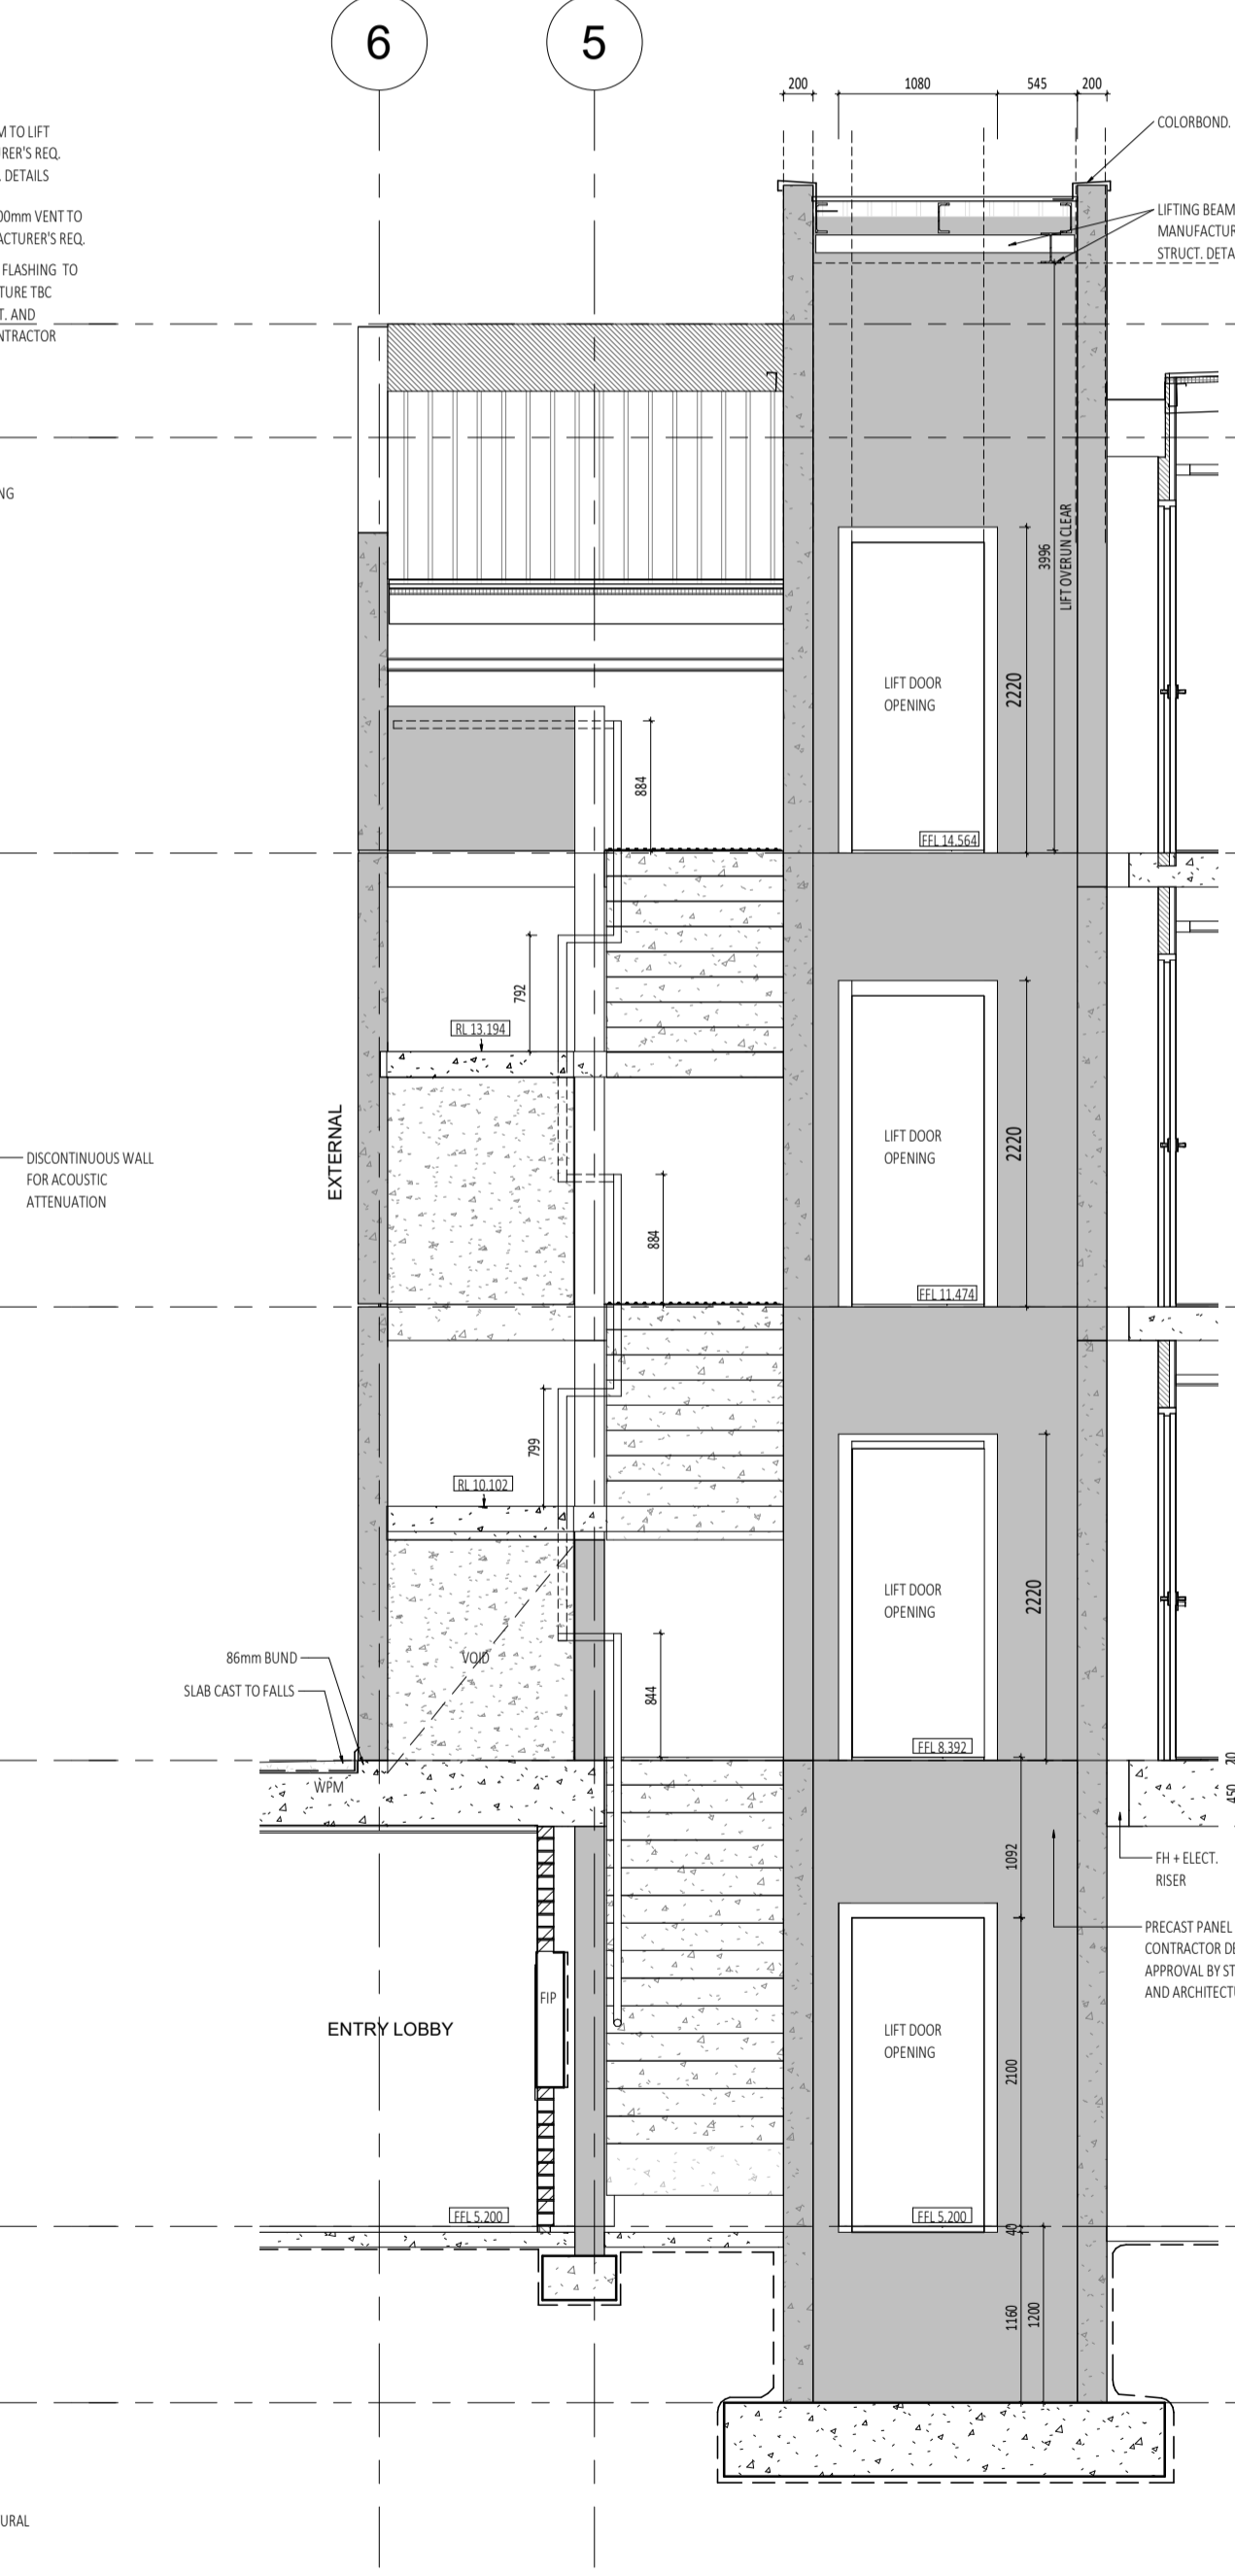 6
5
200
1080
545
200
M TO LIFT
URER'S REQ.
. DETAILS
00mm VENT TO
ACTURER'S REQ.
FLASHING TO
TURE TBC
T. AND
NTRACTOR
COLORBOND.
LIFTING BEAM
MANUFACTUR
STRUCT. DETA
NG
3996
LIFT OVERUN CLEAR
LIFT DOOR
OPENING
2220
884
FFL 14.564
792
RL 13.194
EXTERNAL
DISCONTINUOUS WALL
FOR ACOUSTIC
ATTENUATION
LIFT DOOR
OPENING
2220
884
FFL 11.474
799
RL 10.102
LIFT DOOR
OPENING
2220
VOID
86mm BUND
SLAB CAST TO FALLS
844
FFL 8.392
WPM
20
450
1092
FH + ELECT.
RISER
PRECAST PANEL
CONTRACTOR DE
APPROVAL BY ST
AND ARCHITECT
FIP
ENTRY LOBBY
LIFT DOOR
OPENING
2100
FFL 5.200
FFL 5.200
40
1160
1200
URAL